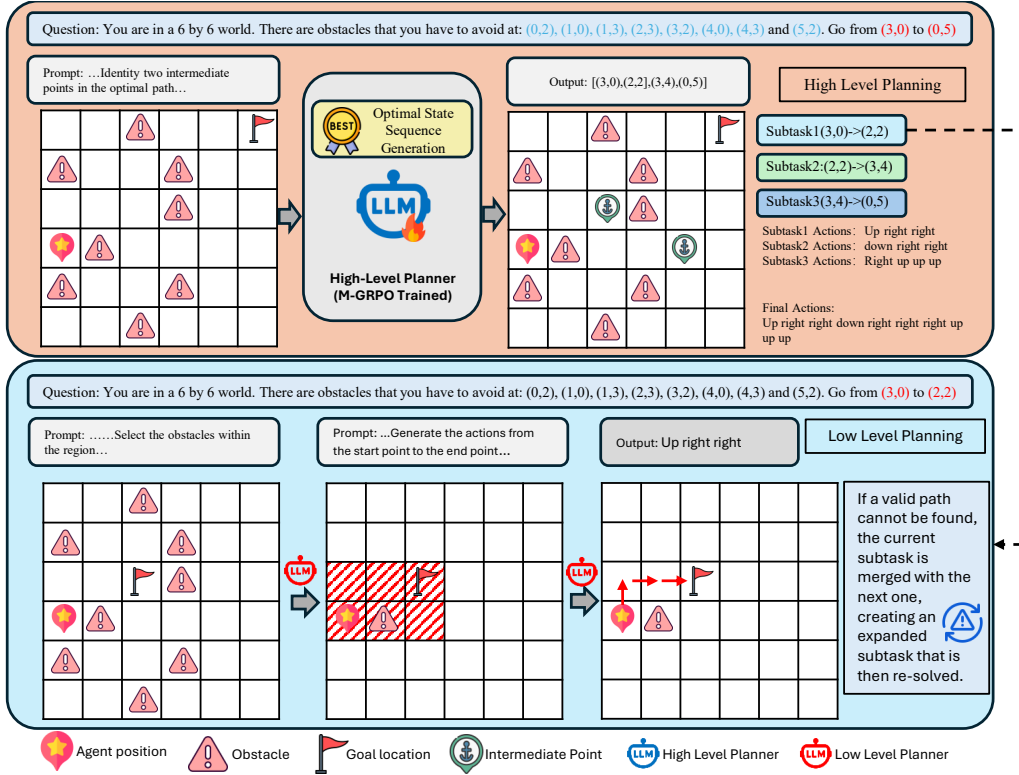 Question: You are in a 6 by 6 world. There are obstacles that you have to avoid at: (0,2), (1,0), (1,3), (2,3), (3,2), (4,0), (4,3) and (5,2). Go from (3,0) to (0,5)
Prompt: …Identity two intermediate
points in the optimal path…
BEST
Optimal State
Sequence
Generation
LLM
High-Level Planner
(M-GRPO Trained)
Output: [(3,0),(2,2],(3,4),(0,5)]
High Level Planning
Subtask1(3,0)->(2,2)
Subtask2:(2,2)->(3,4)
Subtask3(3,4)->(0,5)
Subtask1 Actions: Up right right
Subtask2 Actions: down right right
Subtask3 Actions: Right up up up
Final Actions:
Up right right down right right right up
up up
Question: You are in a 6 by 6 world. There are obstacles that you have to avoid at: (0,2), (1,0), (1,3), (2,3), (3,2), (4,0), (4,3) and (5,2). Go from (3,0) to (2,2)
Prompt: ……Select the obstacles within
the region…
Prompt: …Generate the actions from
the start point to the end point…
Output: Up right right
Low Level Planning
LLM
LLM
If a valid path
cannot be found,
the current
subtask is
merged with the
next one,
creating an
expanded
subtask that is
then re-solved.
Agent position
Obstacle
Goal location
Intermediate Point
LLM
High Level Planner
LLM
Low Level Planner